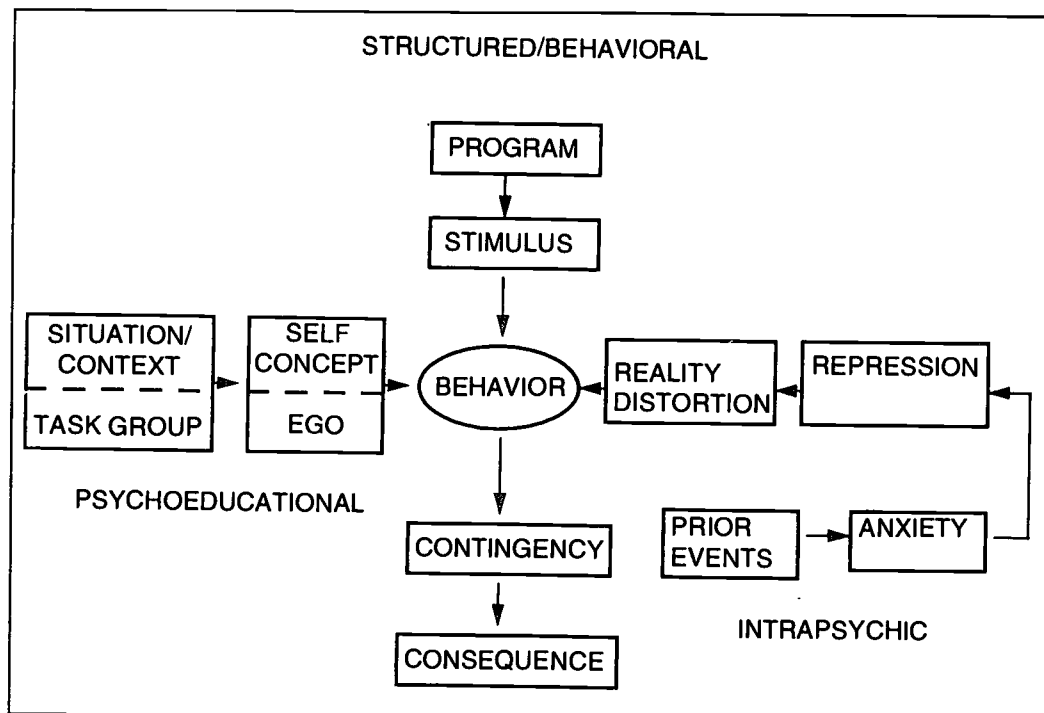 STRUCTURED/BEHAVIORAL
PROGRAM
STIMULUS
SITUATION/
CONTEXT
TASK GROUP
SELF
CONCEPT
EGO
BEHAVIOR
REALITY
DISTORTION
REPRESSION
PSYCHOEDUCATIONAL
CONTINGENCY
PRIOR
EVENTS
ANXIETY
INTRAPSYCHIC
CONSEQUENCE